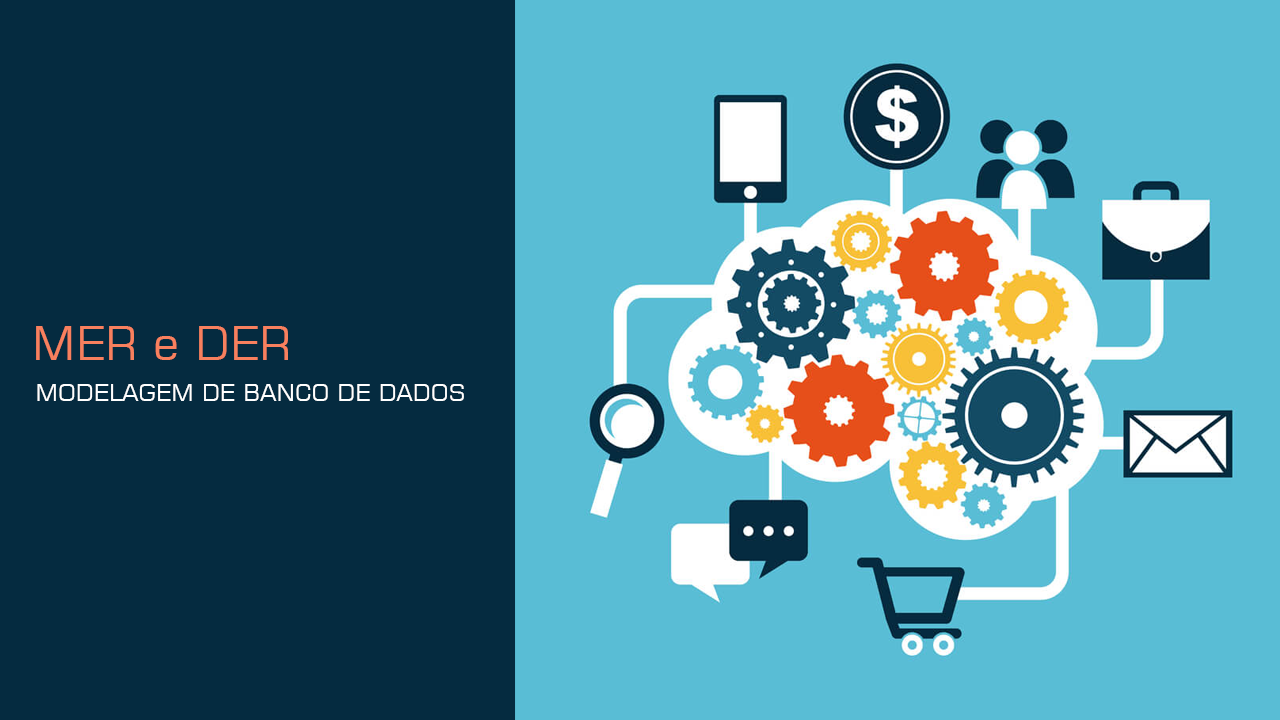 MER e DER
MODELAGEM DE BANCO DE DADOS
$